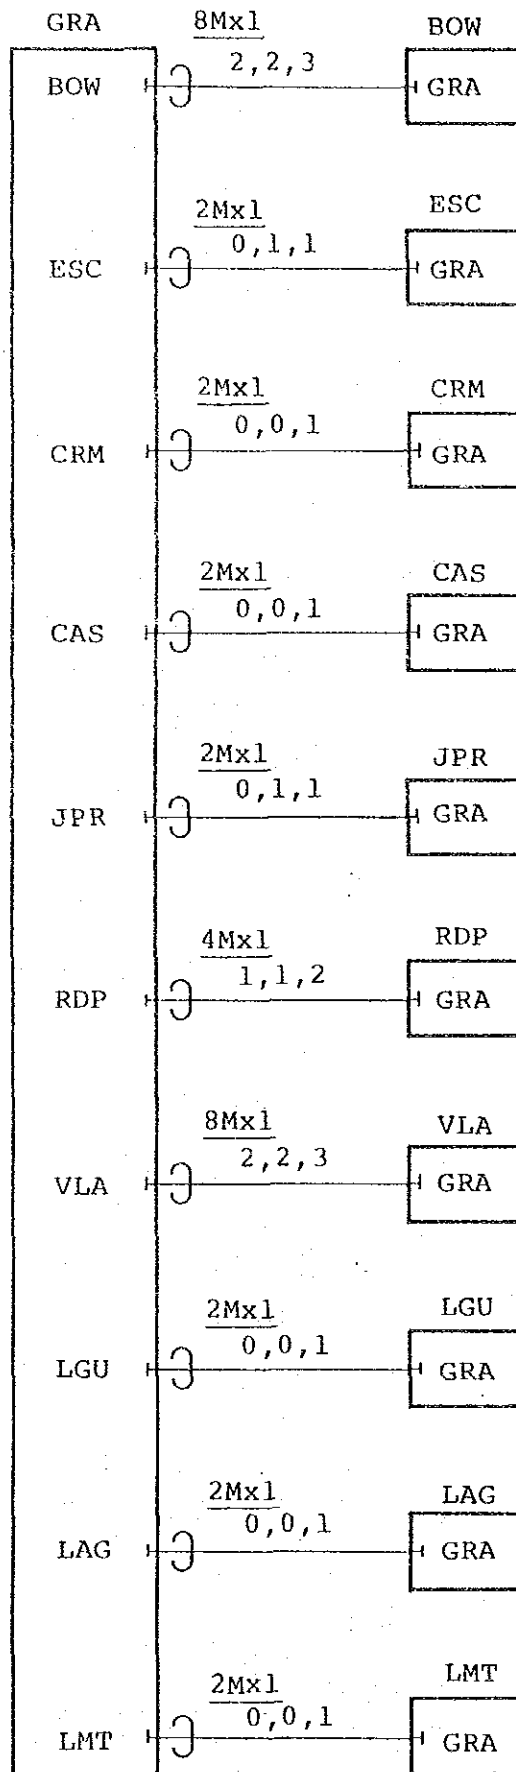 GRA 8Mx1 BOW
BOW 2,2,3 GRA
2Mx1 ESC
ESC 0,1,1 GRA
2Mx1 CRM
CRM 0,0,1 GRA
2Mx1 CAS
CAS 0,0,1 GRA
2Mx1 JPR
JPR 0,1,1 GRA
4Mx1 RDP
RDP 1,1,2 GRA
8Mx1 VLA
VLA 2,2,3 GRA
2Mx1 LGU
LGU 0,0,1 GRA
2Mx1 LAG
LAG 0,0,1 GRA
2Mx1 LMT
LMT 0,0,1 GRA